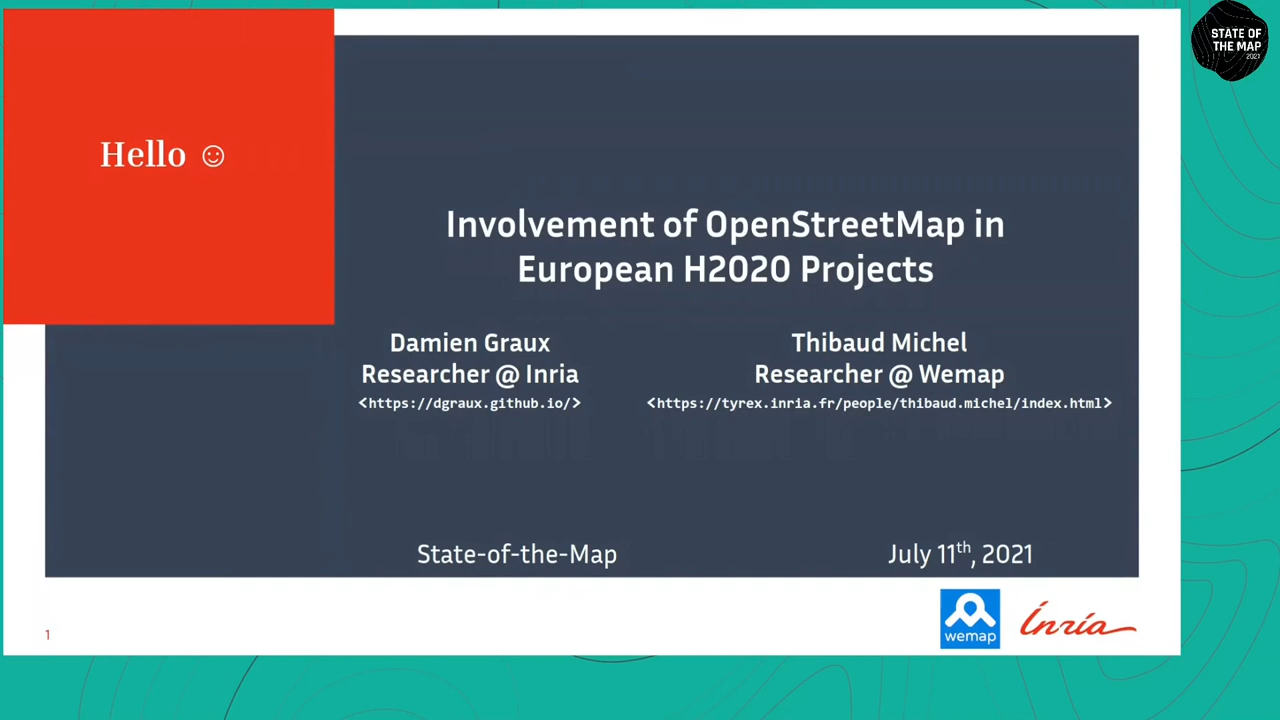 STATE OF
THE MAP
2021
Hello ☺
Involvement of OpenStreetMap in
European H2020 Projects
Damien Graux
Researcher @ Inria
<https://dgraux.github.io/>
Thibaud Michel
Researcher @ Wemap
<https://tyrex.inria.fr/people/thibaud.michel/index.html>
State-of-the-Map
July 11th, 2021
1
wemap
Inria